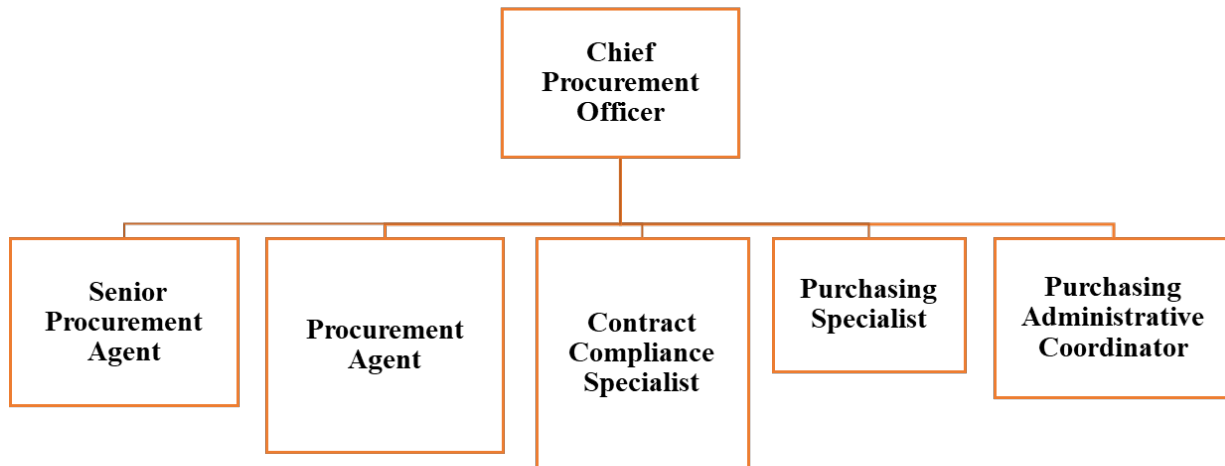 Chief
Procurement
Officer
Senior
Procurement
Agent
Procurement
Agent
Contract
Compliance
Specialist
Purchasing
Specialist
Purchasing
Administrative
Coordinator